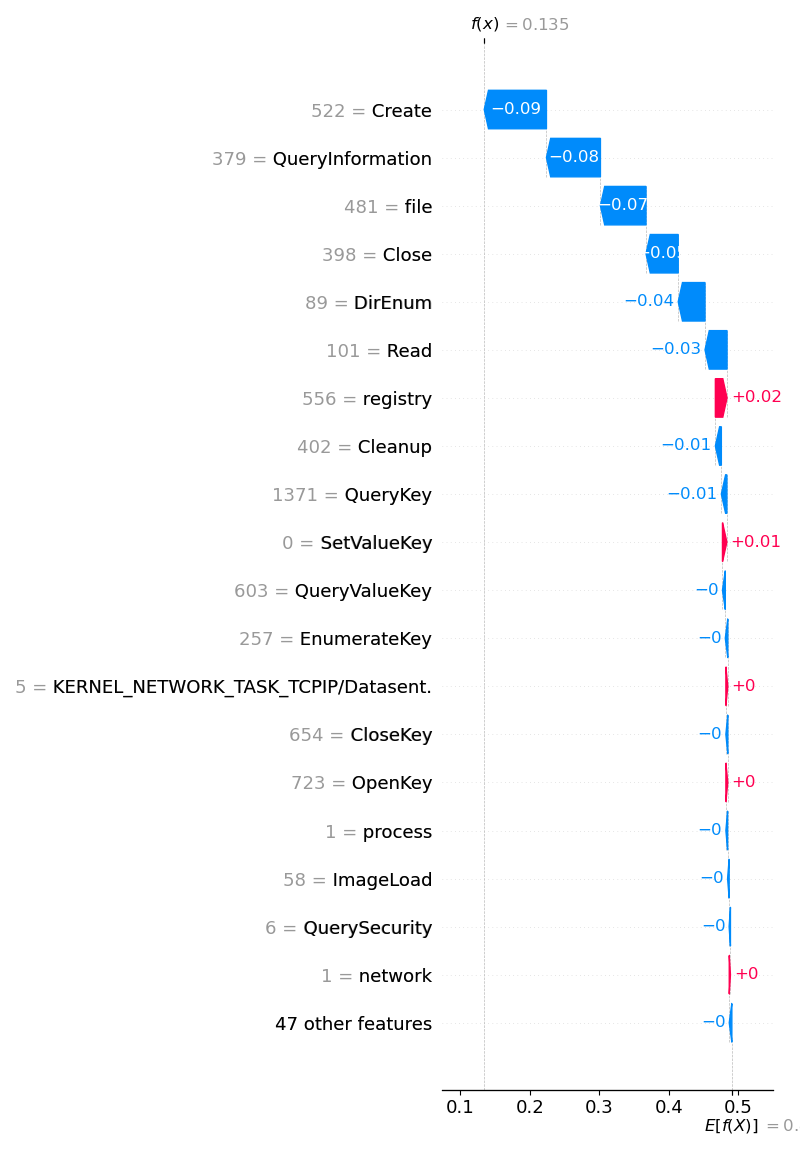 f(x) = 0.135
522 = Create −0.09
379 = QueryInformation −0.08
481 = file −0.07
398 = Close
89 = DirEnum −0.04
101 = Read −0.03
556 = registry +0.02
402 = Cleanup −0.01
1371 = QueryKey −0.01
0 = SetValueKey +0.01
603 = QueryValueKey −0
257 = EnumerateKey −0
5 = KERNEL_NETWORK_TASK_TCPIP/Datasent. +0
654 = CloseKey −0
723 = OpenKey +0
1 = process −0
58 = ImageLoad −0
6 = QuerySecurity −0
1 = network +0
47 other features −0
0.1 0.2 0.3 0.4 0.5
E[f(X)] = 0.